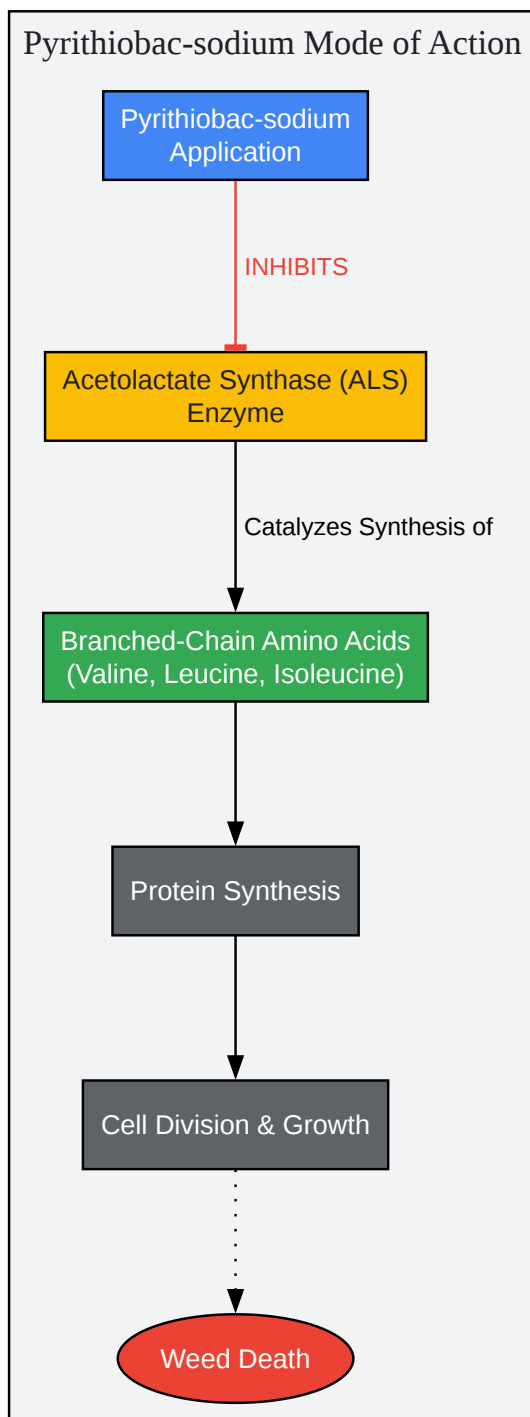 Pyrithiobac-sodium Mode of Action
Pyrithiobac-sodium
Application
INHIBITS
Acetolactate Synthase (ALS)
Enzyme
Catalyzes Synthesis of
Branched-Chain Amino Acids
(Valine, Leucine, Isoleucine)
Protein Synthesis
Cell Division & Growth
Weed Death